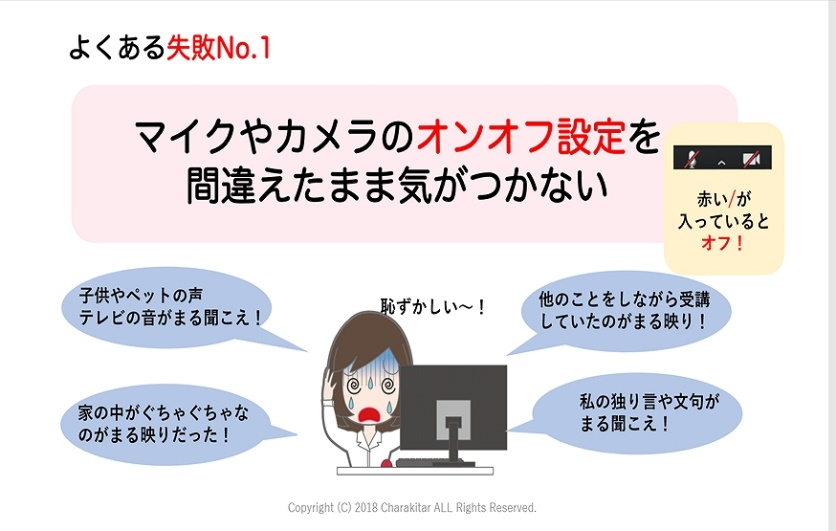 よくある失敗No.1
マイクやカメラのオンオフ設定を
間違えたまま気がつかない
赤い/が
入っていると
オフ！
子供やペットの声
テレビの音がまる聞こえ！
恥ずかしい～！
他のことをしながら受講
していたのがまる映り！
家の中がぐちゃぐちゃな
のがまる映りだった！
私の独り言や文句が
まる聞こえ！
Copyright (C) 2018 Charakitar ALL Rights Reserved.